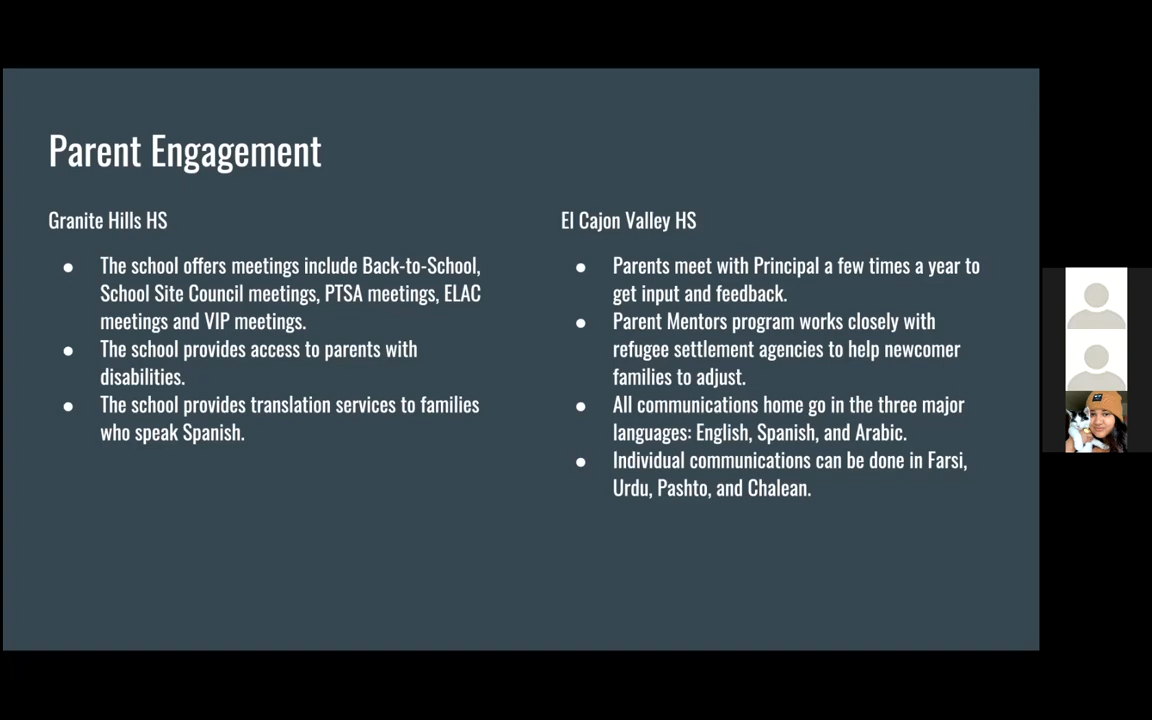 Parent Engagement
Granite Hills HS
● The school offers meetings include Back-to-School,
School Site Council meetings, PTSA meetings, ELAC
meetings and VIP meetings.
● The school provides access to parents with
disabilities.
● The school provides translation services to families
who speak Spanish.
El Cajon Valley HS
● Parents meet with Principal a few times a year to
get input and feedback.
● Parent Mentors program works closely with
refugee settlement agencies to help newcomer
families to adjust.
● All communications home go in the three major
languages: English, Spanish, and Arabic.
● Individual communications can be done in Farsi,
Urdu, Pashto, and Chalean.